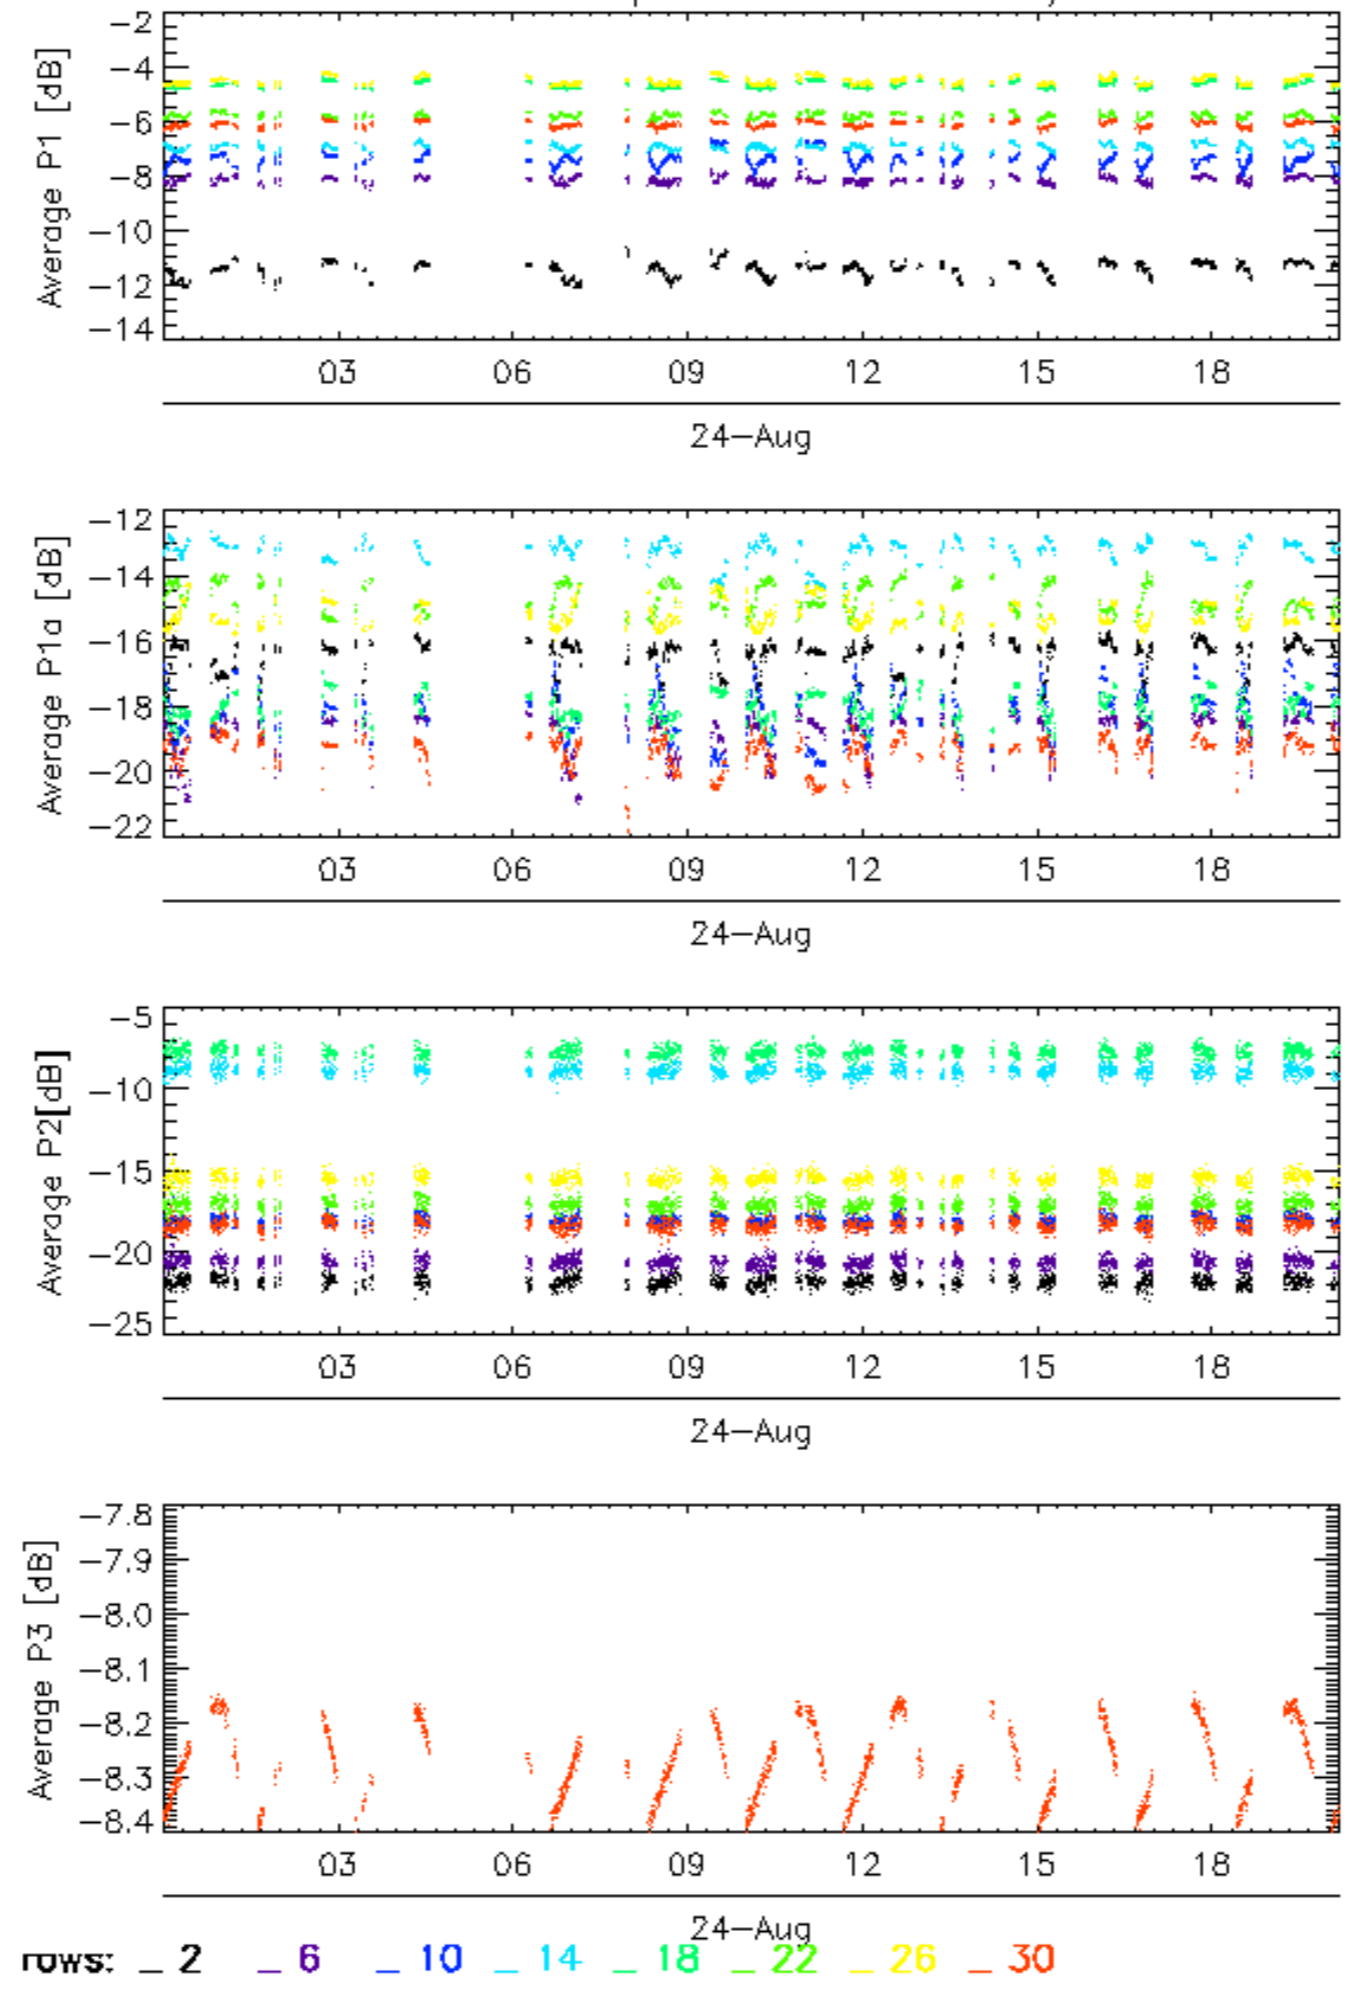 -2
-4
-6
-8
-10
-12
-14
Average P1 [dB]
03 06 09 12 15 18
24-Aug
-12
-14
-16
-18
-20
-22
Average P1a [dB]
03 06 09 12 15 18
24-Aug
-5
-10
-15
-20
-25
Average P2[dB]
03 06 09 12 15 18
24-Aug
-7.8
-7.9
-8.0
-8.1
-8.2
-8.3
-8.4
Average P3 [dB]
03 06 09 12 15 18
24-Aug
rows: _ 2 _ 6 _ 10 _ 14 _ 18 _ 22 _ 26 _ 30